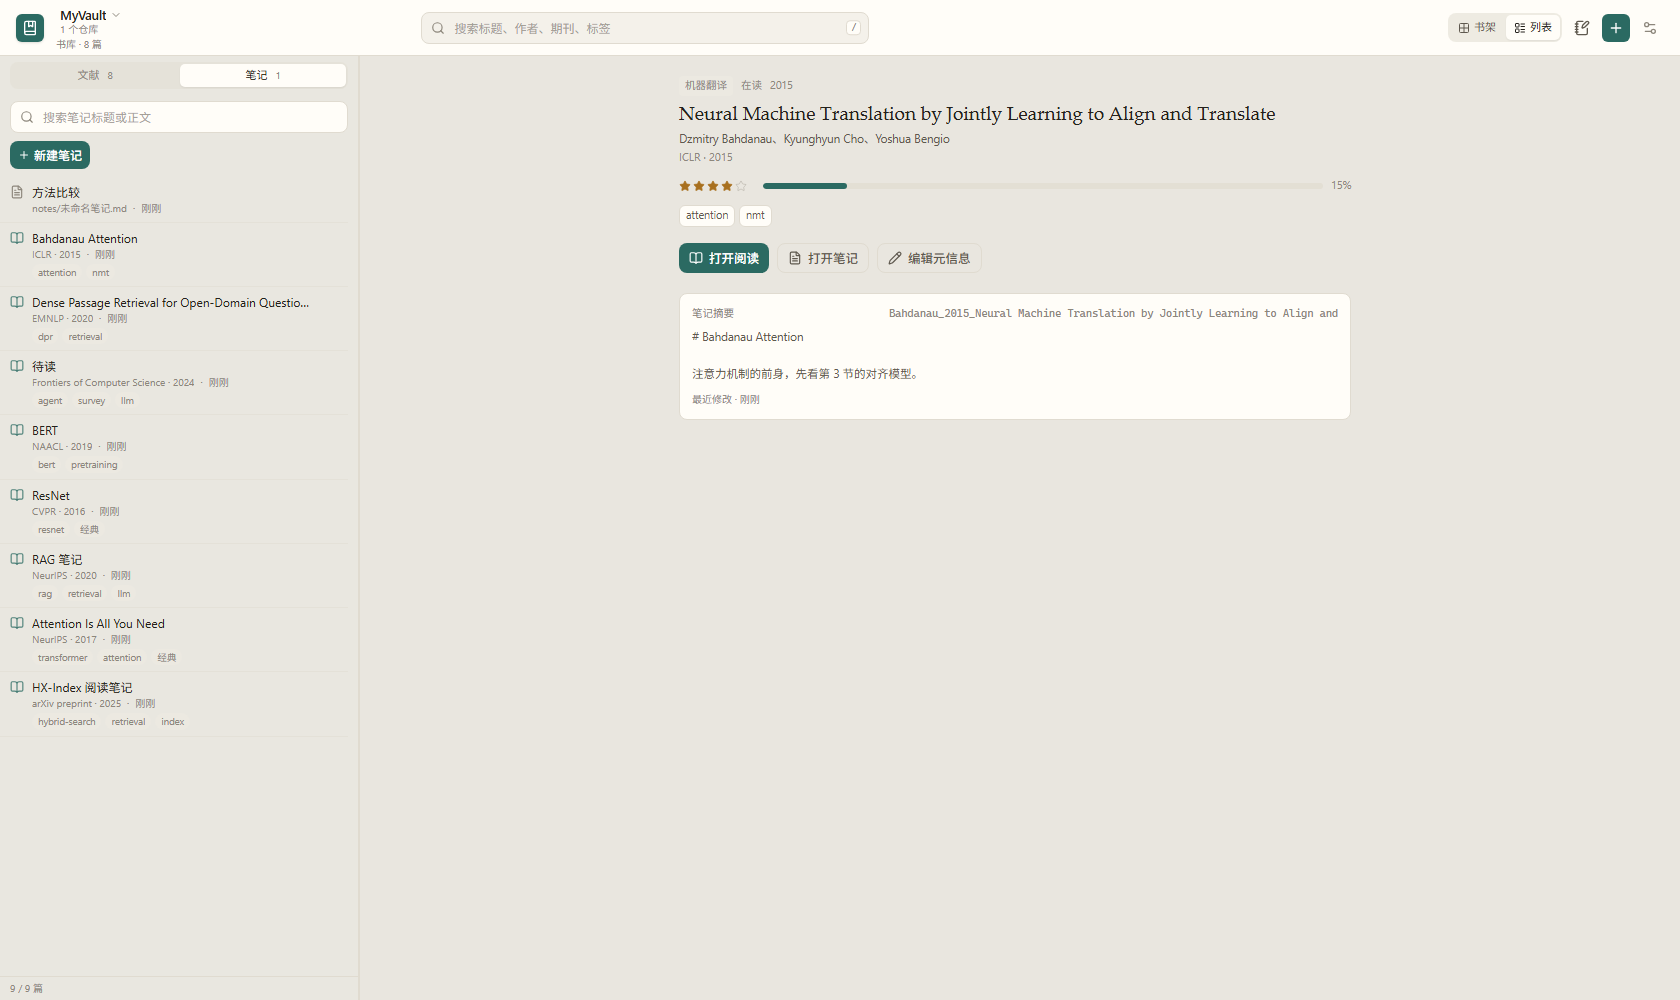 MyVault
1 个仓库
书库 · 8 篇
搜索标题、作者、期刊、标签
/
书架
列表
文献 8
笔记 1
搜索笔记标题或正文
+ 新建笔记
方法比较
notes/未命名笔记.md · 刚刚
Bahdanau Attention
ICLR · 2015 · 刚刚
attention nmt
Dense Passage Retrieval for Open-Domain Questio...
EMNLP · 2020 · 刚刚
dpr retrieval
待读
Frontiers of Computer Science · 2024 · 刚刚
agent survey llm
BERT
NAACL · 2019 · 刚刚
bert pretraining
ResNet
CVPR · 2016 · 刚刚
resnet 经典
RAG 笔记
NeurIPS · 2020 · 刚刚
rag retrieval llm
Attention Is All You Need
NeurIPS · 2017 · 刚刚
transformer attention 经典
HX-Index 阅读笔记
arXiv preprint · 2025 · 刚刚
hybrid-search retrieval index
9 / 9 篇
机器翻译 在读 2015
Neural Machine Translation by Jointly Learning to Align and Translate
Dzmitry Bahdanau、Kyunghyun Cho、Yoshua Bengio
ICLR · 2015
15%
attention nmt
打开阅读
打开笔记
编辑元信息
笔记摘要
Bahdanau_2015_Neural Machine Translation by Jointly Learning to Align and
# Bahdanau Attention
注意力机制的前身，先看第 3 节的对齐模型。
最近修改 · 刚刚